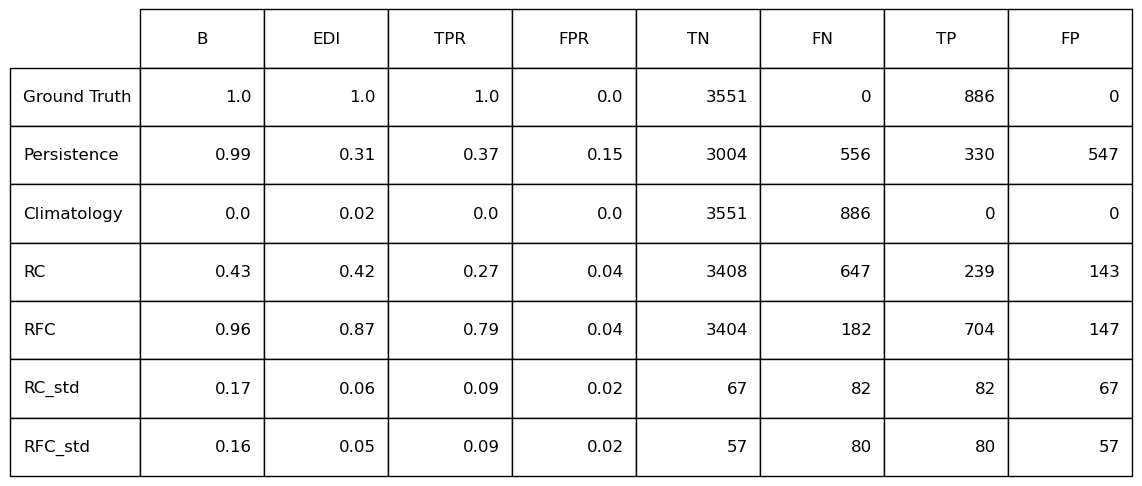 B EDI TPR FPR TN FN TP FP
Ground Truth 1.0 1.0 1.0 0.0 3551 0 886 0
Persistence 0.99 0.31 0.37 0.15 3004 556 330 547
Climatology 0.0 0.02 0.0 0.0 3551 886 0 0
RC 0.43 0.42 0.27 0.04 3408 647 239 143
RFC 0.96 0.87 0.79 0.04 3404 182 704 147
RC_std 0.17 0.06 0.09 0.02 67 82 82 67
RFC_std 0.16 0.05 0.09 0.02 57 80 80 57